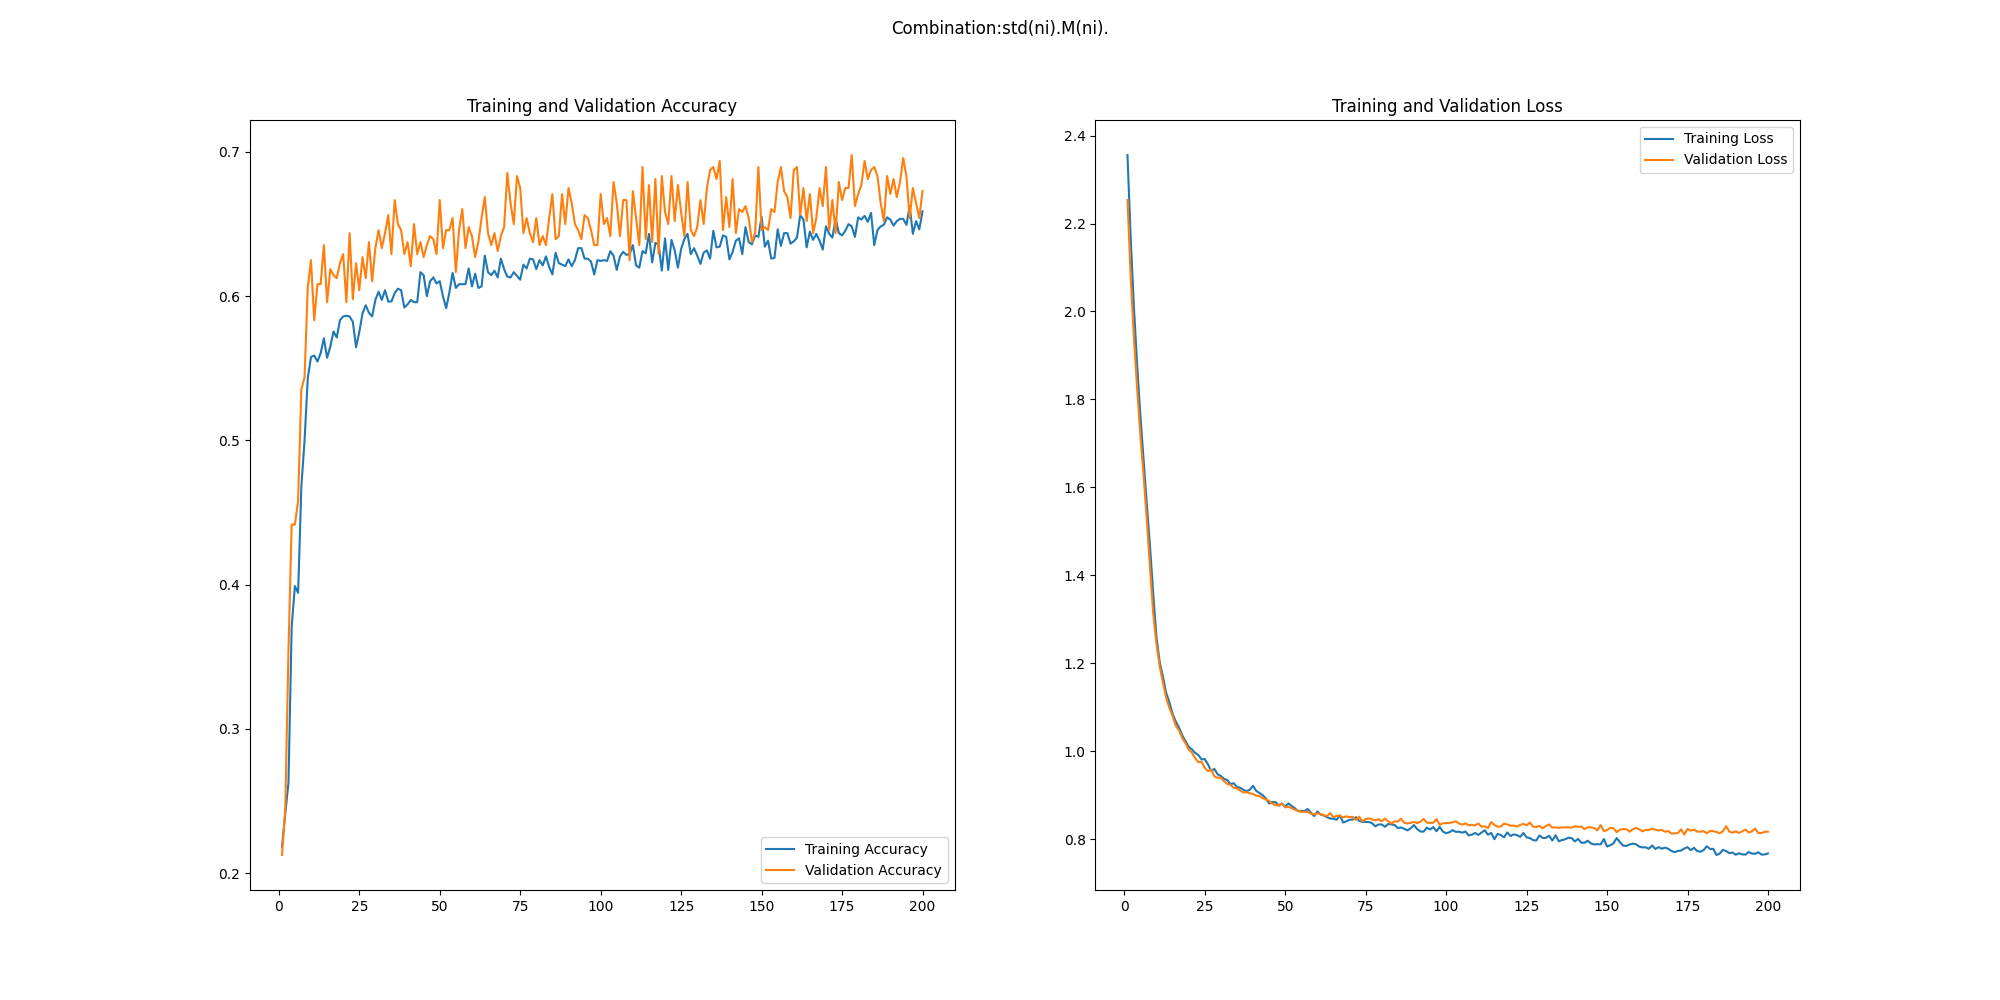 Combination:std(ni).M(ni).
Training and Validation Accuracy
0.7
0.6
0.5
0.4
0.3
0.2
0 25 50 75 100 125 150 175 200
Training Accuracy
Validation Accuracy
Training and Validation Loss
2.4
2.2
2.0
1.8
1.6
1.4
1.2
1.0
0.8
0 25 50 75 100 125 150 175 200
Training Loss
Validation Loss